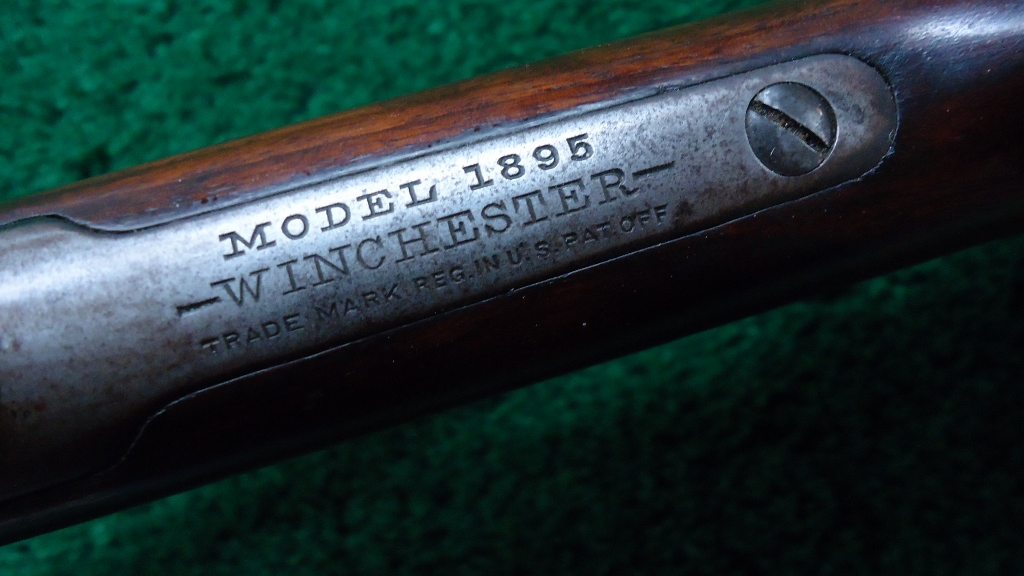 MODEL 1895
—WINCHESTER—
TRADE MARK REG. IN U.S. PAT. OFF.